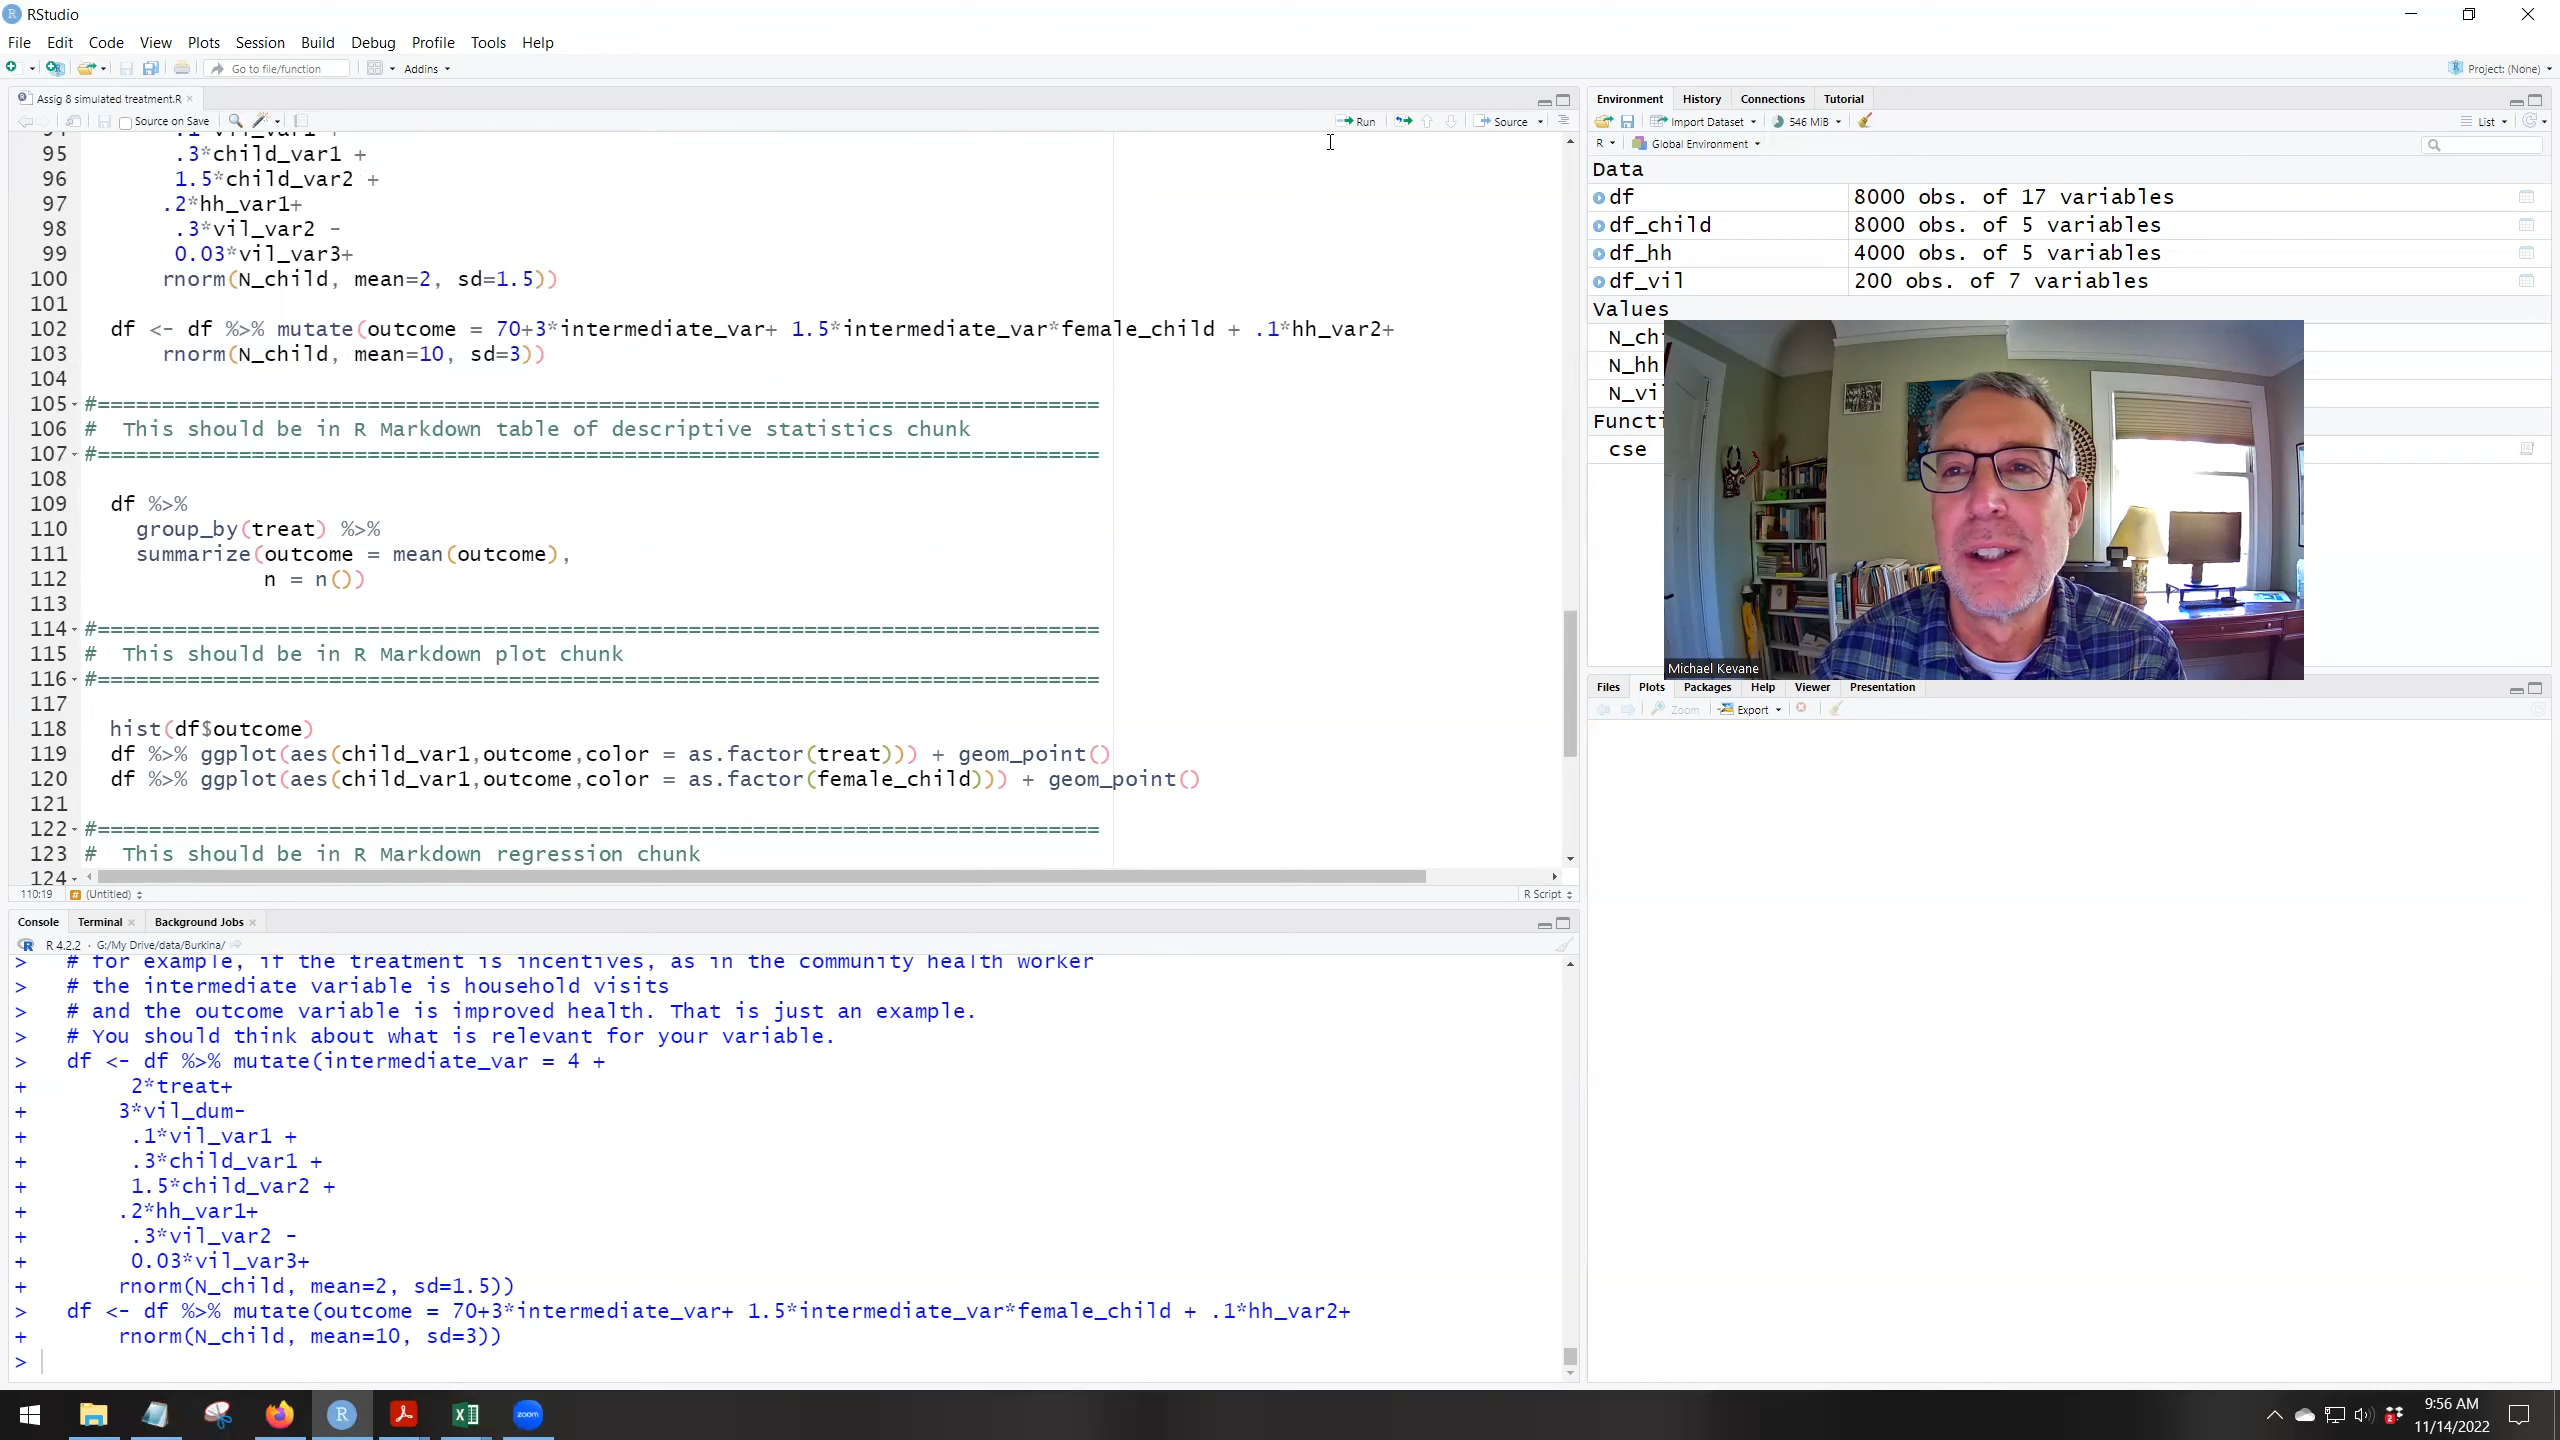 RStudio
File Edit Code View Plots Session Build Debug Profile Tools Help
Go to file/function
Addins
Project: (None)
Assig 8 simulated treatment.R
Source on Save
Run
Source
95 .3*child_var1 +
96 1.5*child_var2 +
97 .2*hh_var1+
98 .3*vil_var2 -
99 0.03*vil_var3+
100 rnorm(N_child, mean=2, sd=1.5))
101
102 df <- df %>% mutate(outcome = 70+3*intermediate_var+ 1.5*intermediate_var*female_child + .1*hh_var2+
103 rnorm(N_child, mean=10, sd=3))
104
105 #==============================================================================
106 # This should be in R Markdown table of descriptive statistics chunk
107 #==============================================================================
108
109 df %>%
110 group_by(treat) %>%
111 summarize(outcome = mean(outcome),
112 n = n())
113
114 #==============================================================================
115 # This should be in R Markdown plot chunk
116 #==============================================================================
117
118 hist(df$outcome)
119 df %>% ggplot(aes(child_var1,outcome,color = as.factor(treat))) + geom_point()
120 df %>% ggplot(aes(child_var1,outcome,color = as.factor(female_child))) + geom_point()
121
122 #==============================================================================
123 # This should be in R Markdown regression chunk
124
110:19 (Untitled) R Script
Console Terminal Background Jobs
R 4.2.2 · G:/My Drive/data/Burkina/
> # for example, if the treatment is incentives, as in the community health worker
> # the intermediate variable is household visits
> # and the outcome variable is improved health. That is just an example.
> # You should think about what is relevant for your variable.
> df <- df %>% mutate(intermediate_var = 4 +
+ 2*treat+
+ 3*vil_dum-
+ .1*vil_var1 +
+ .3*child_var1 +
+ 1.5*child_var2 +
+ .2*hh_var1+
+ .3*vil_var2 -
+ 0.03*vil_var3+
+ rnorm(N_child, mean=2, sd=1.5))
> df <- df %>% mutate(outcome = 70+3*intermediate_var+ 1.5*intermediate_var*female_child + .1*hh_var2+
+ rnorm(N_child, mean=10, sd=3))
>
Environment History Connections Tutorial
Import Dataset 546 MiB List
R Global Environment
Data
df 8000 obs. of 17 variables
df_child 8000 obs. of 5 variables
df_hh 4000 obs. of 5 variables
df_vil 200 obs. of 7 variables
Values
N_chi
N_hh
N_vi
Functi
cse
Michael Kevane
Files Plots Packages Help Viewer Presentation
Zoom Export
zoom
9:56 AM
11/14/2022